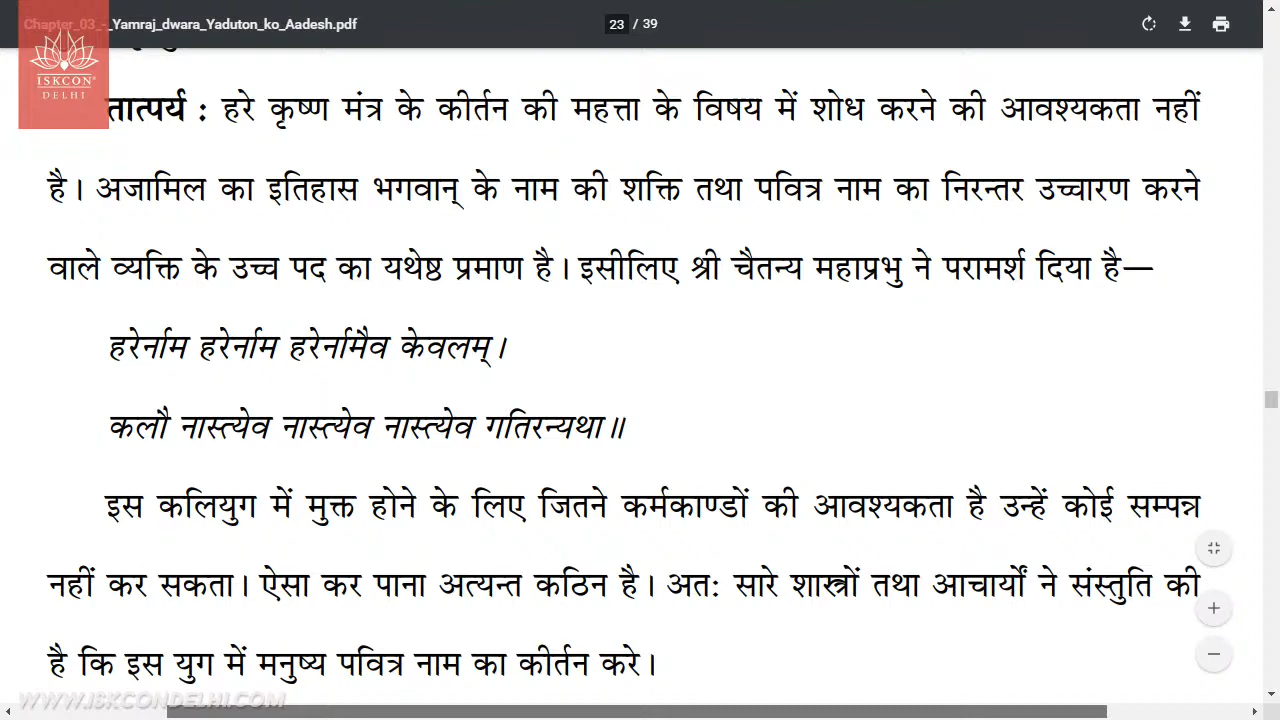 Chapter_03_-_Yamraj_dwara_Yaduton_ko_Aadesh.pdf
23 / 39
ISKCON
DELHI
तात्पर्य : हरे कृष्ण मंत्र के कीर्तन की महत्ता के विषय में शोध करने की आवश्यकता नहीं
है। अजामिल का इतिहास भगवान् के नाम की शक्ति तथा पवित्र नाम का निरन्तर उच्चारण करने
वाले व्यक्ति के उच्च पद का यथेष्ठ प्रमाण है। इसीलिए श्री चैतन्य महाप्रभु ने परामर्श दिया है—
हरेर्नाम हरेर्नाम हरेर्नामैव केवलम्।
कलौ नास्त्येव नास्त्येव नास्त्येव गतिरन्यथा॥
इस कलियुग में मुक्त होने के लिए जितने कर्मकाण्डों की आवश्यकता है उन्हें कोई सम्पन्न
नहीं कर सकता। ऐसा कर पाना अत्यन्त कठिन है। अतः सारे शास्त्रों तथा आचार्यों ने संस्तुति की
है कि इस युग में मनुष्य पवित्र नाम का कीर्तन करे।
WWW.ISKCONDELHI.COM